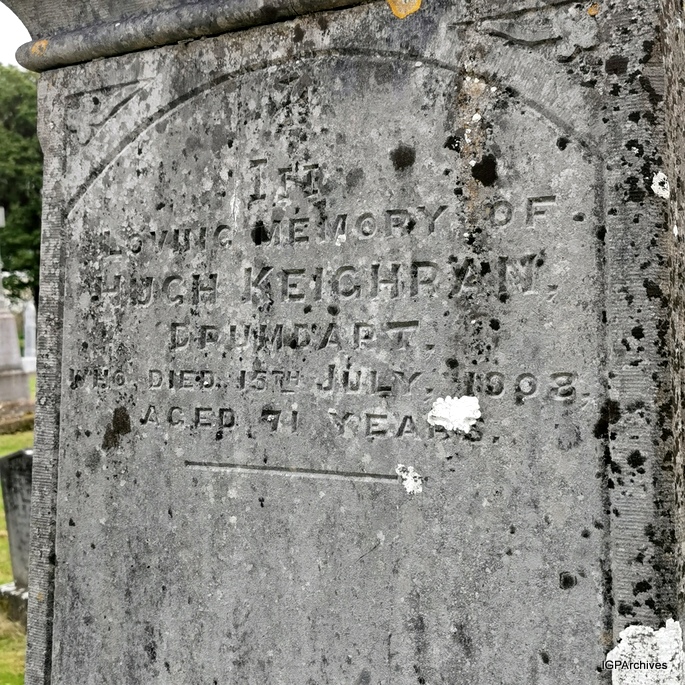 In
LOVING MEMORY OF
HUGH KEIGHRAN,
DRUMDART.
WHO DIED 15TH JULY, 1908,
AGED 71 YEARS.
IGPArchives